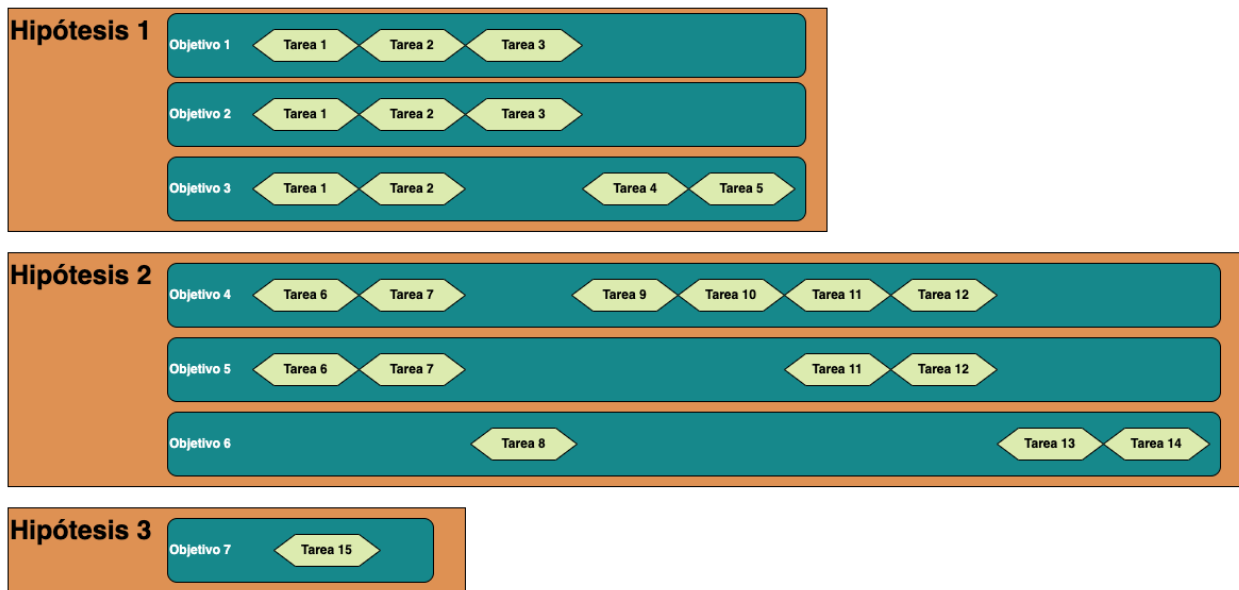 Hipótesis 1
Objetivo 1 Tarea 1 Tarea 2 Tarea 3
Objetivo 2 Tarea 1 Tarea 2 Tarea 3
Objetivo 3 Tarea 1 Tarea 2 Tarea 4 Tarea 5
Hipótesis 2
Objetivo 4 Tarea 6 Tarea 7 Tarea 9 Tarea 10 Tarea 11 Tarea 12
Objetivo 5 Tarea 6 Tarea 7 Tarea 11 Tarea 12
Objetivo 6 Tarea 8 Tarea 13 Tarea 14
Hipótesis 3
Objetivo 7 Tarea 15